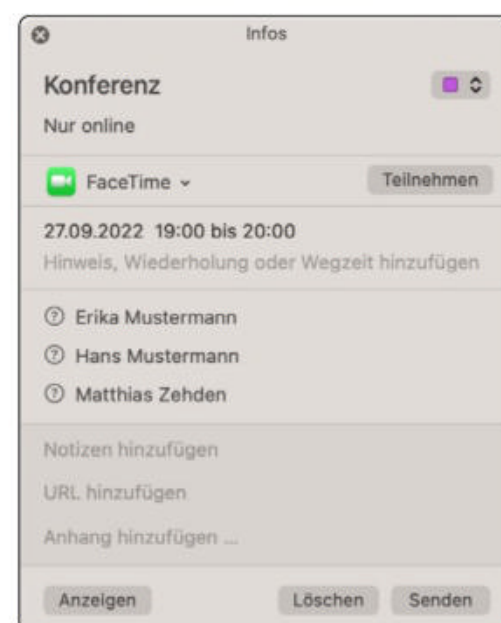 Infos
Konferenz
Nur online
FaceTime Teilnehmen
27.09.2022 19:00 bis 20:00
Hinweis, Wiederholung oder Wegzeit hinzufügen
? Erika Mustermann
? Hans Mustermann
? Matthias Zehden
Notizen hinzufügen
URL hinzufügen
Anhang hinzufügen ...
Anzeigen Löschen Senden